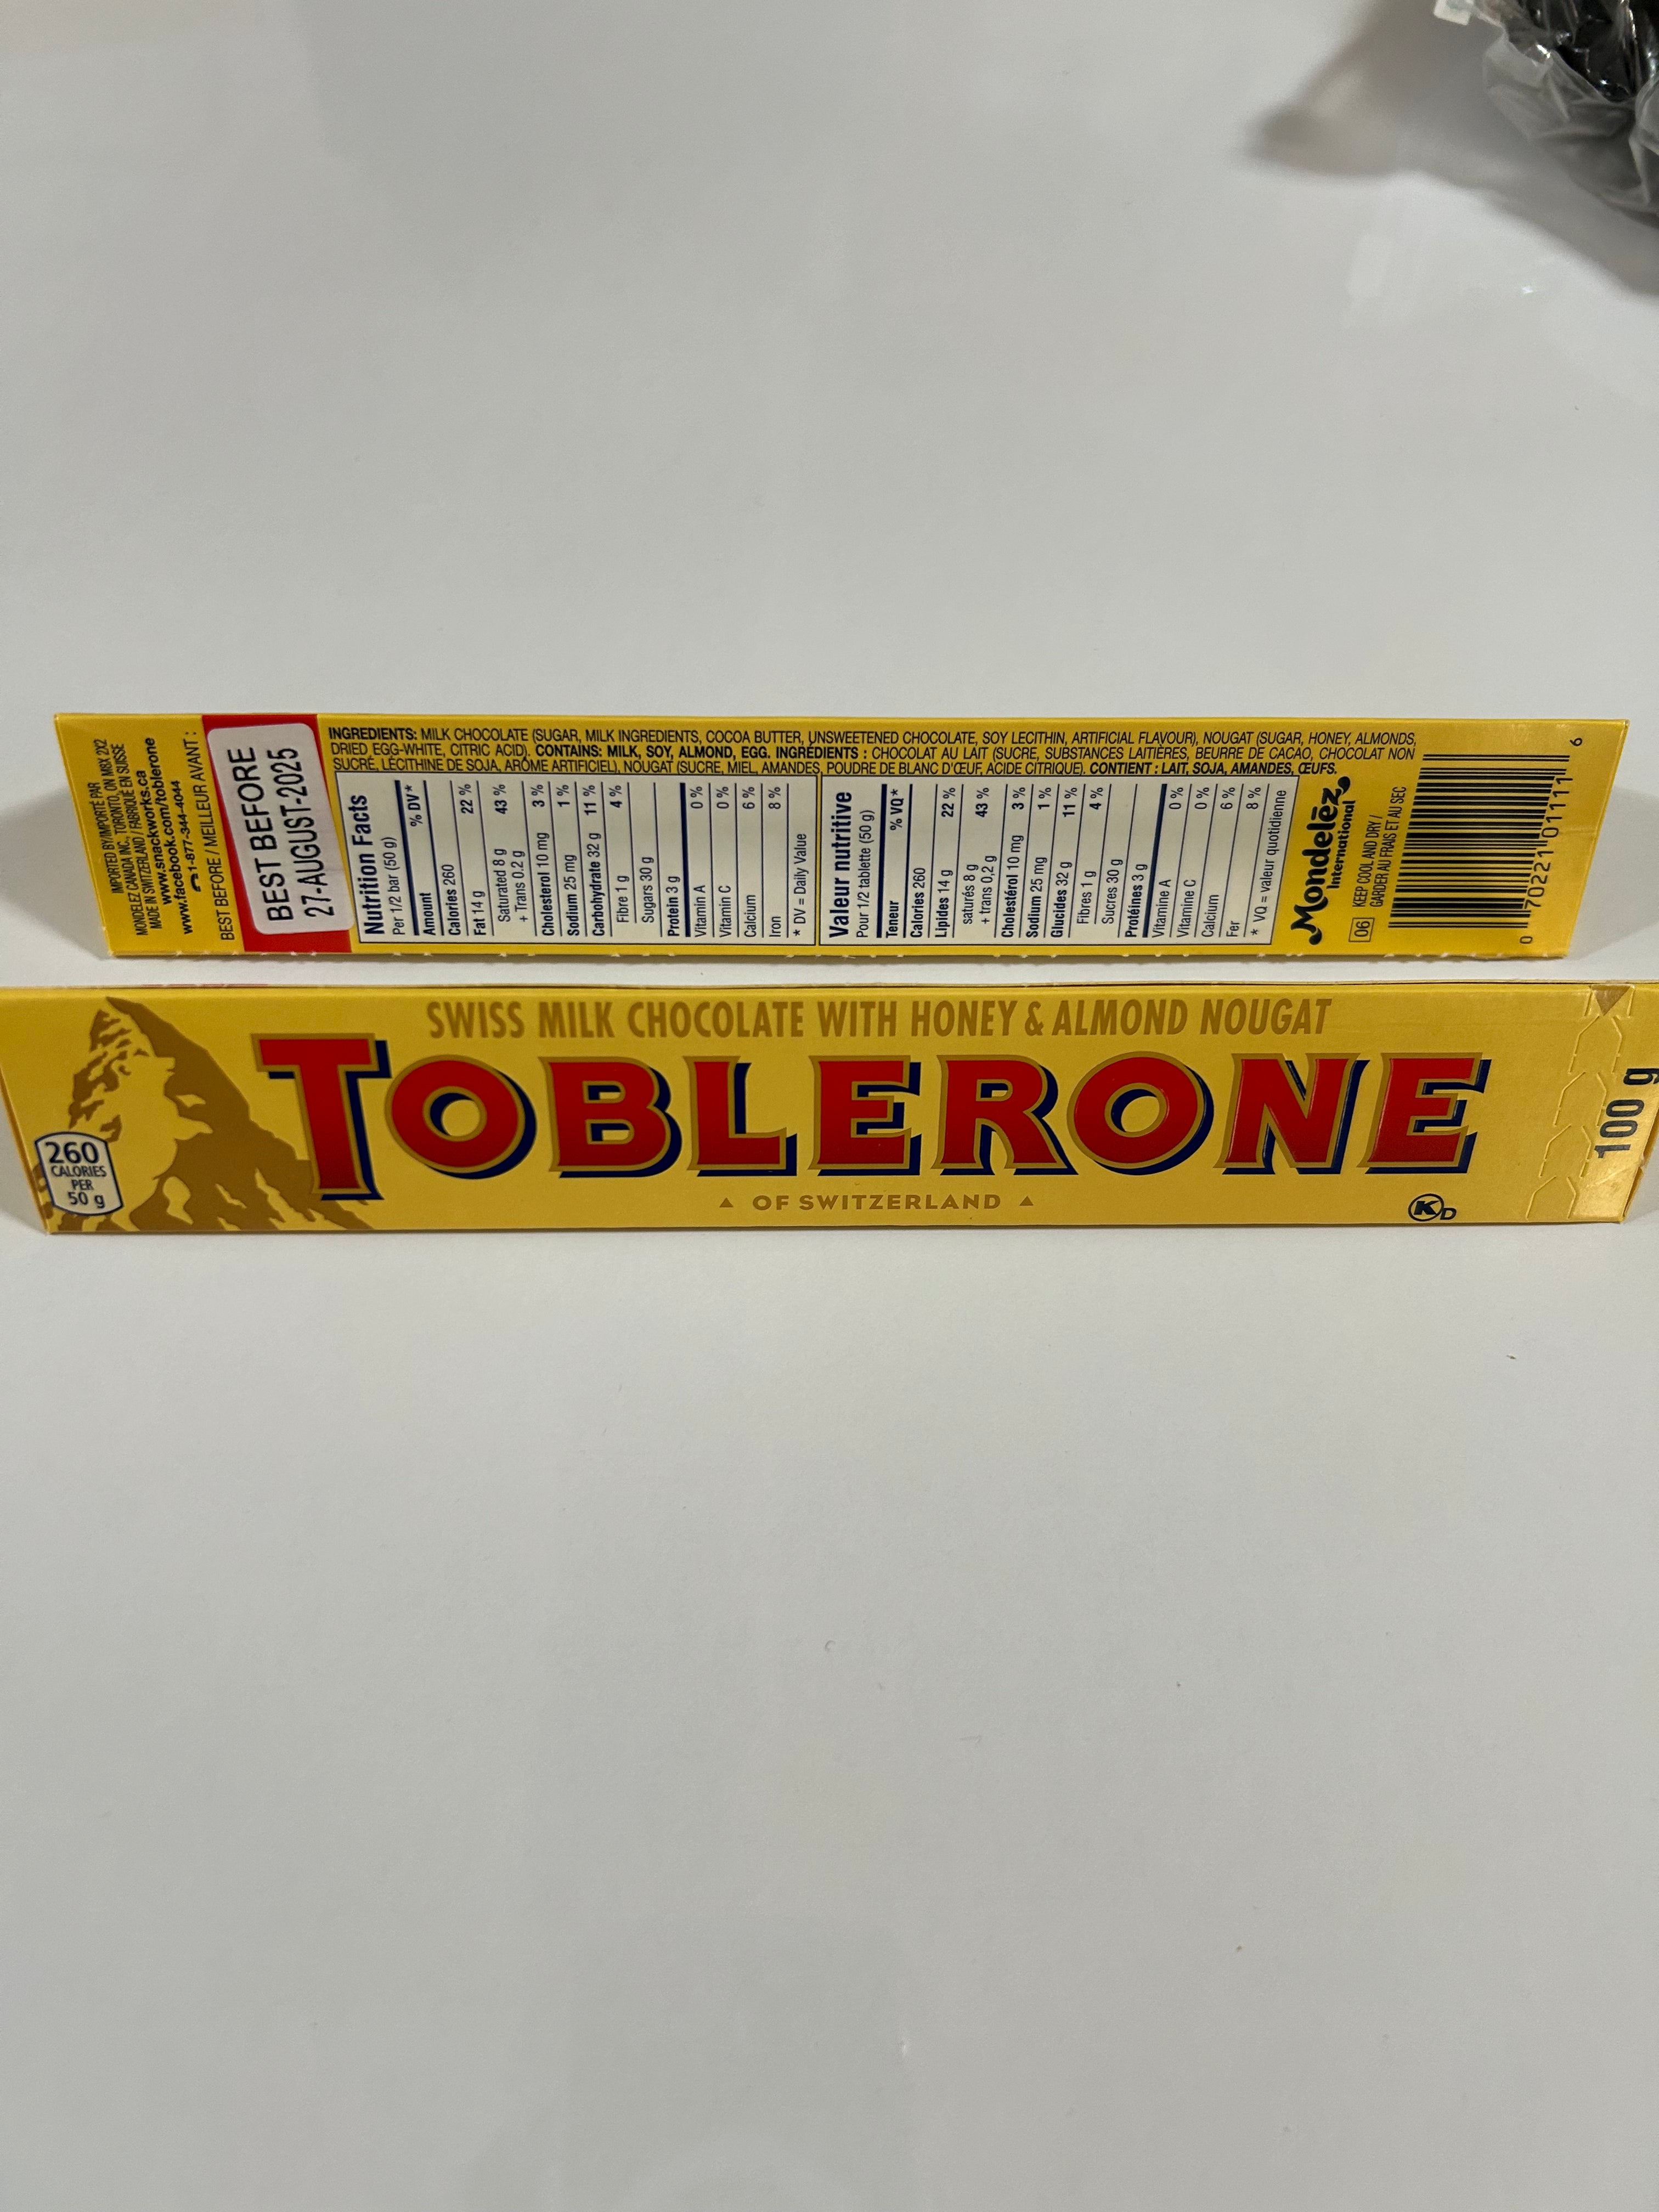 IMPORTED BY/IMPORTÉ PAR
MONDELEZ CANADA INC., TORONTO, ON M8X 2X2
MADE IN SWITZERLAND / FABRIQUÉ EN SUISSE
www.snackworks.ca
www.facebook.com/toblerone
1-877-344-4044
BEST BEFORE / MEILLEUR AVANT :
BEST BEFORE
27-AUGUST-2025
INGREDIENTS: MILK CHOCOLATE (SUGAR, MILK INGREDIENTS, COCOA BUTTER, UNSWEETENED CHOCOLATE, SOY LECITHIN, ARTIFICIAL FLAVOUR), NOUGAT (SUGAR, HONEY, ALMONDS,
DRIED EGG-WHITE, CITRIC ACID). CONTAINS: MILK, SOY, ALMOND, EGG. INGRÉDIENTS : CHOCOLAT AU LAIT (SUCRE, SUBSTANCES LAITIÈRES, BEURRE DE CACAO, CHOCOLAT NON
SUCRÉ, LÉCITHINE DE SOJA, ARÔME ARTIFICIEL), NOUGAT (SUCRE, MIEL, AMANDES, POUDRE DE BLANC D'ŒUF, ACIDE CITRIQUE). CONTIENT : LAIT, SOJA, AMANDES, ŒUFS.
Nutrition Facts
Per 1/2 bar (50 g)
Amount % DV*
Calories 260
Fat 14 g 22 %
Saturated 8 g 43 %
+ Trans 0.2 g
Cholesterol 10 mg 3 %
Sodium 25 mg 1 %
Carbohydrate 32 g 11 %
Fibre 1 g 4 %
Sugars 30 g
Protein 3 g
Vitamin A 0 %
Vitamin C 0 %
Calcium 6 %
Iron 8 %
* DV = Daily Value
Valeur nutritive
Pour 1/2 tablette (50 g)
Teneur % VQ*
Calories 260
Lipides 14 g 22 %
saturés 8 g 43 %
+ trans 0,2 g
Cholestérol 10 mg 3 %
Sodium 25 mg 1 %
Glucides 32 g 11 %
Fibres 1 g 4 %
Sucres 30 g
Protéines 3 g
Vitamine A 0 %
Vitamine C 0 %
Calcium 6 %
Fer 8 %
* VQ = valeur quotidienne
Mondelēz
International
06
KEEP COOL AND DRY /
GARDER AU FRAIS ET AU SEC
0 70221 01111 6
SWISS MILK CHOCOLATE WITH HONEY & ALMOND NOUGAT
TOBLERONE
OF SWITZERLAND
260
CALORIES
PER
50 g
K D
100 g